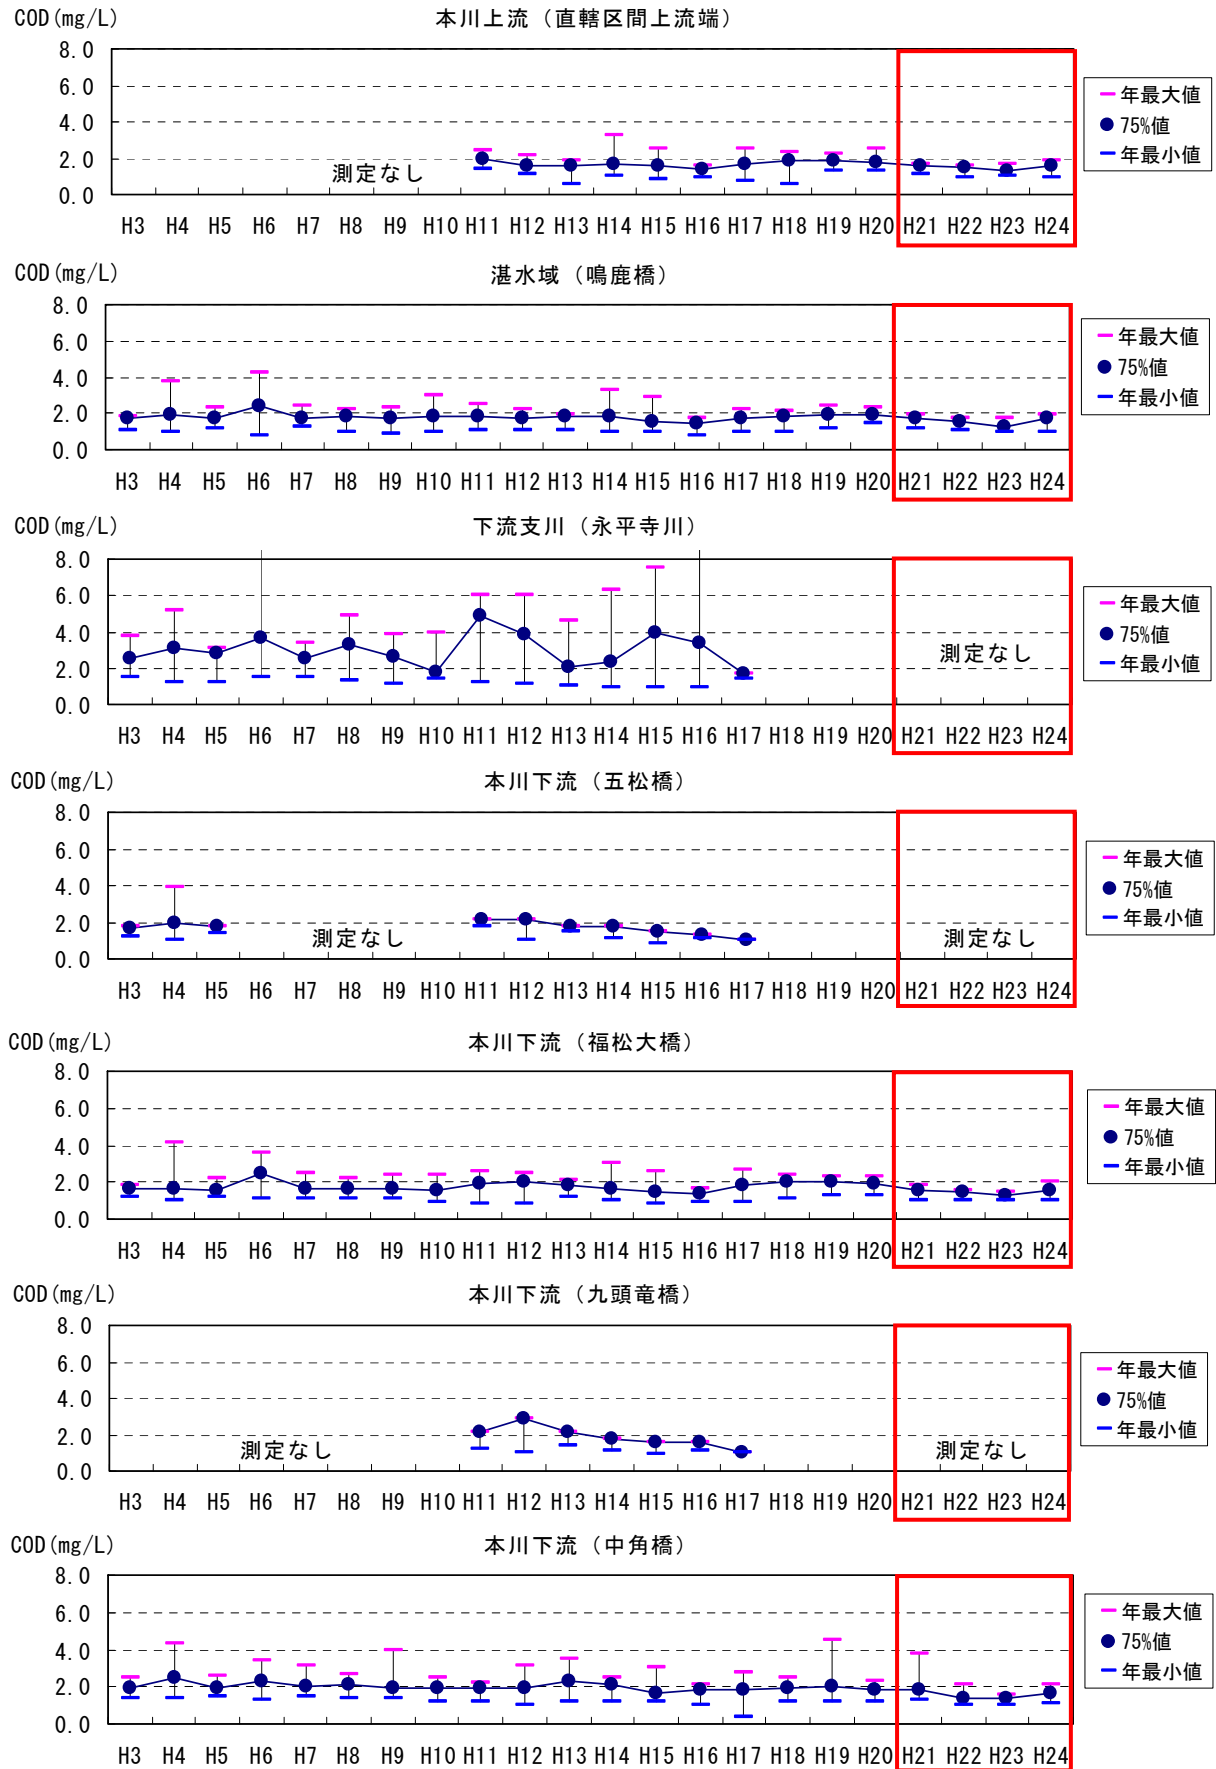 COD(mg/L) 本川上流（直轄区間上流端）
8.0
6.0
4.0
2.0
0.0
測定なし
H3 H4 H5 H6 H7 H8 H9 H10 H11 H12 H13 H14 H15 H16 H17 H18 H19 H20 H21 H22 H23 H24
年最大値
75%値
年最小値
COD(mg/L) 湛水域（鳴鹿橋）
8.0
6.0
4.0
2.0
0.0
H3 H4 H5 H6 H7 H8 H9 H10 H11 H12 H13 H14 H15 H16 H17 H18 H19 H20 H21 H22 H23 H24
年最大値
75%値
年最小値
COD(mg/L) 下流支川（永平寺川）
8.0
6.0
4.0
2.0
0.0
測定なし
H3 H4 H5 H6 H7 H8 H9 H10 H11 H12 H13 H14 H15 H16 H17 H18 H19 H20 H21 H22 H23 H24
年最大値
75%値
年最小値
COD(mg/L) 本川下流（五松橋）
8.0
6.0
4.0
2.0
0.0
測定なし 測定なし
H3 H4 H5 H6 H7 H8 H9 H10 H11 H12 H13 H14 H15 H16 H17 H18 H19 H20 H21 H22 H23 H24
年最大値
75%値
年最小値
COD(mg/L) 本川下流（福松大橋）
8.0
6.0
4.0
2.0
0.0
H3 H4 H5 H6 H7 H8 H9 H10 H11 H12 H13 H14 H15 H16 H17 H18 H19 H20 H21 H22 H23 H24
年最大値
75%値
年最小値
COD(mg/L) 本川下流（九頭竜橋）
8.0
6.0
4.0
2.0
0.0
測定なし 測定なし
H3 H4 H5 H6 H7 H8 H9 H10 H11 H12 H13 H14 H15 H16 H17 H18 H19 H20 H21 H22 H23 H24
年最大値
75%値
年最小値
COD(mg/L) 本川下流（中角橋）
8.0
6.0
4.0
2.0
0.0
H3 H4 H5 H6 H7 H8 H9 H10 H11 H12 H13 H14 H15 H16 H17 H18 H19 H20 H21 H22 H23 H24
年最大値
75%値
年最小値